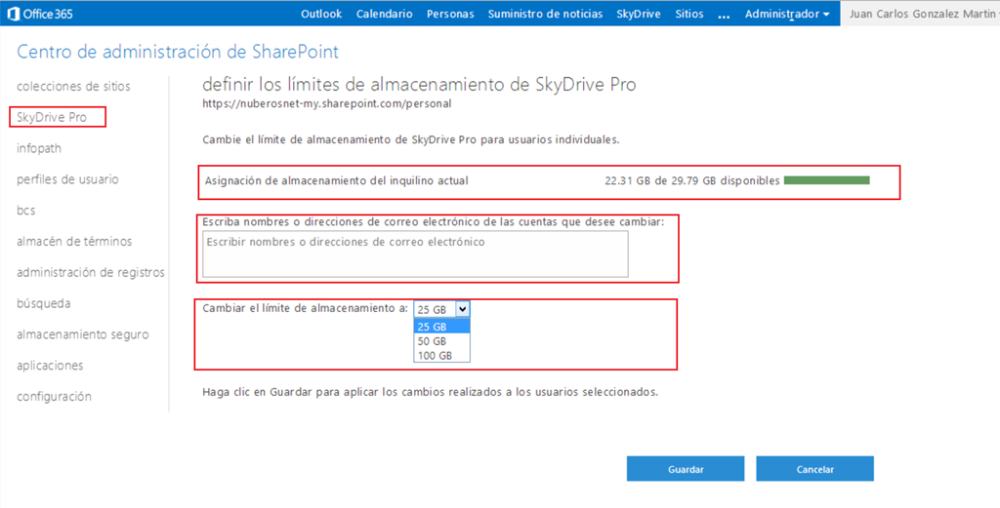 Office 365
Outlook Calendario Personas Suministro de noticias SkyDrive Sitios ... Administrador Juan Carlos Gonzalez Martin
Centro de administración de SharePoint
colecciones de sitios
SkyDrive Pro
infopath
perfiles de usuario
bcs
almacén de términos
administración de registros
búsqueda
almacenamiento seguro
aplicaciones
configuración
definir los límites de almacenamiento de SkyDrive Pro
https://nuberosnet-my.sharepoint.com/personal
Cambie el límite de almacenamiento de SkyDrive Pro para usuarios individuales.
Asignación de almacenamiento del inquilino actual 22.31 GB de 29.79 GB disponibles
Escriba nombres o direcciones de correo electrónico de las cuentas que desee cambiar:
Escribir nombres o direcciones de correo electrónico
Cambiar el límite de almacenamiento a: 25 GB
25 GB
50 GB
100 GB
Haga clic en Guardar para aplicar los cambios realizados a los usuarios seleccionados.
Guardar Cancelar